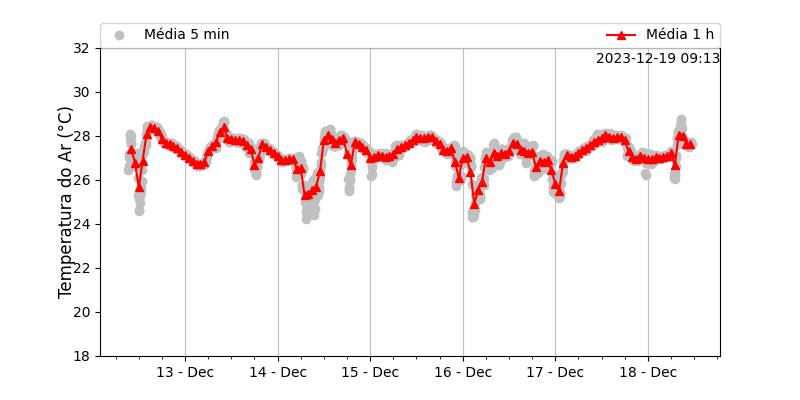 Média 5 min
Média 1 h
2023-12-19 09:13
Temperatura do Ar (°C)
32
30
28
26
24
22
20
18
13 - Dec
14 - Dec
15 - Dec
16 - Dec
17 - Dec
18 - Dec